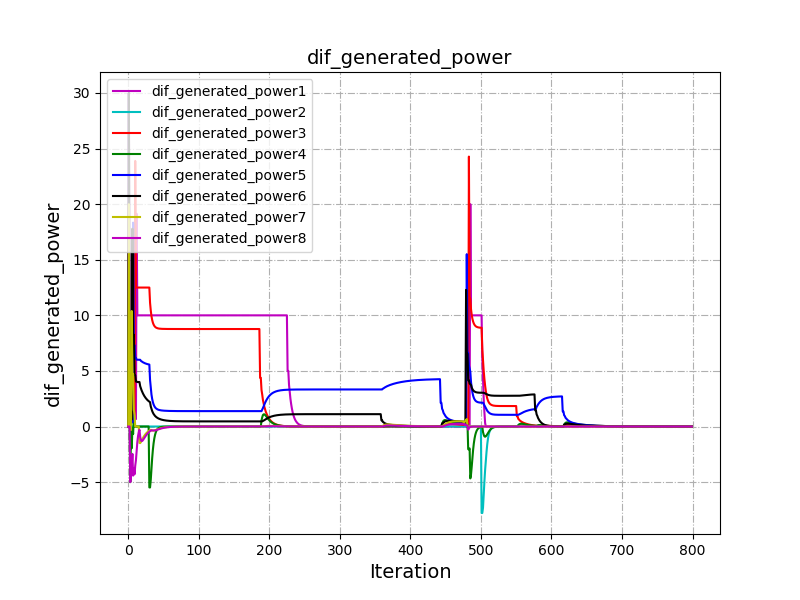 dif_generated_power
dif_generated_power
30
25
20
15
10
5
0
−5
dif_generated_power1
dif_generated_power2
dif_generated_power3
dif_generated_power4
dif_generated_power5
dif_generated_power6
dif_generated_power7
dif_generated_power8
0 100 200 300 400 500 600 700 800
Iteration